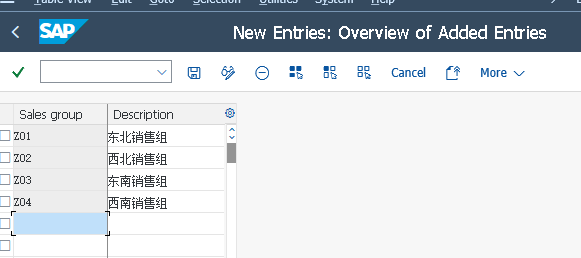 Table View Edit Goto Selection Utilities System Help
SAP New Entries: Overview of Added Entries
Cancel More
Sales group Description
Z01 东北销售组
Z02 西北销售组
Z03 东南销售组
Z04 西南销售组